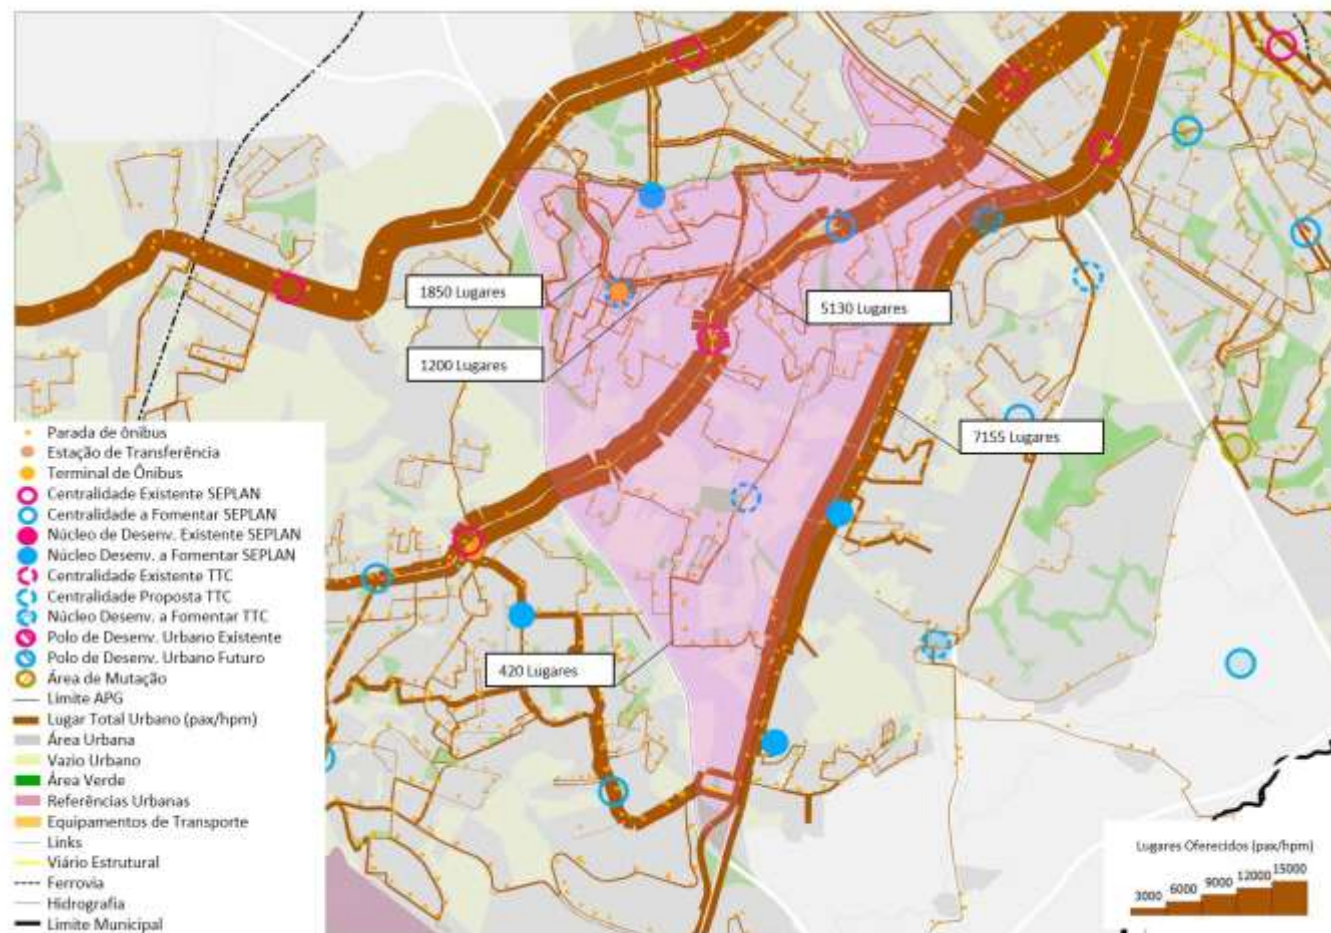 1850 Lugares
5130 Lugares
1200 Lugares
7155 Lugares
420 Lugares
Parada de ônibus
Estação de Transferência
Terminal de Ônibus
Centralidade Existente SEPLAN
Centralidade a Fomentar SEPLAN
Núcleo de Desenv. Existente SEPLAN
Núcleo Desenv. a Fomentar SEPLAN
Centralidade Existente TTC
Centralidade Proposta TTC
Núcleo Desenv. a Fomentar TTC
Polo de Desenv. Urbano Existente
Polo de Desenv. Urbano Futuro
Área de Mutação
Limite APG
Lugar Total Urbano (pax/hpm)
Área Urbana
Vazio Urbano
Área Verde
Referências Urbanas
Equipamentos de Transporte
Links
Viário Estrutural
Ferrovia
Hidrografia
Limite Municipal
Lugares Oferecidos (pax/hpm)
3000 6000 9000 12000 15000